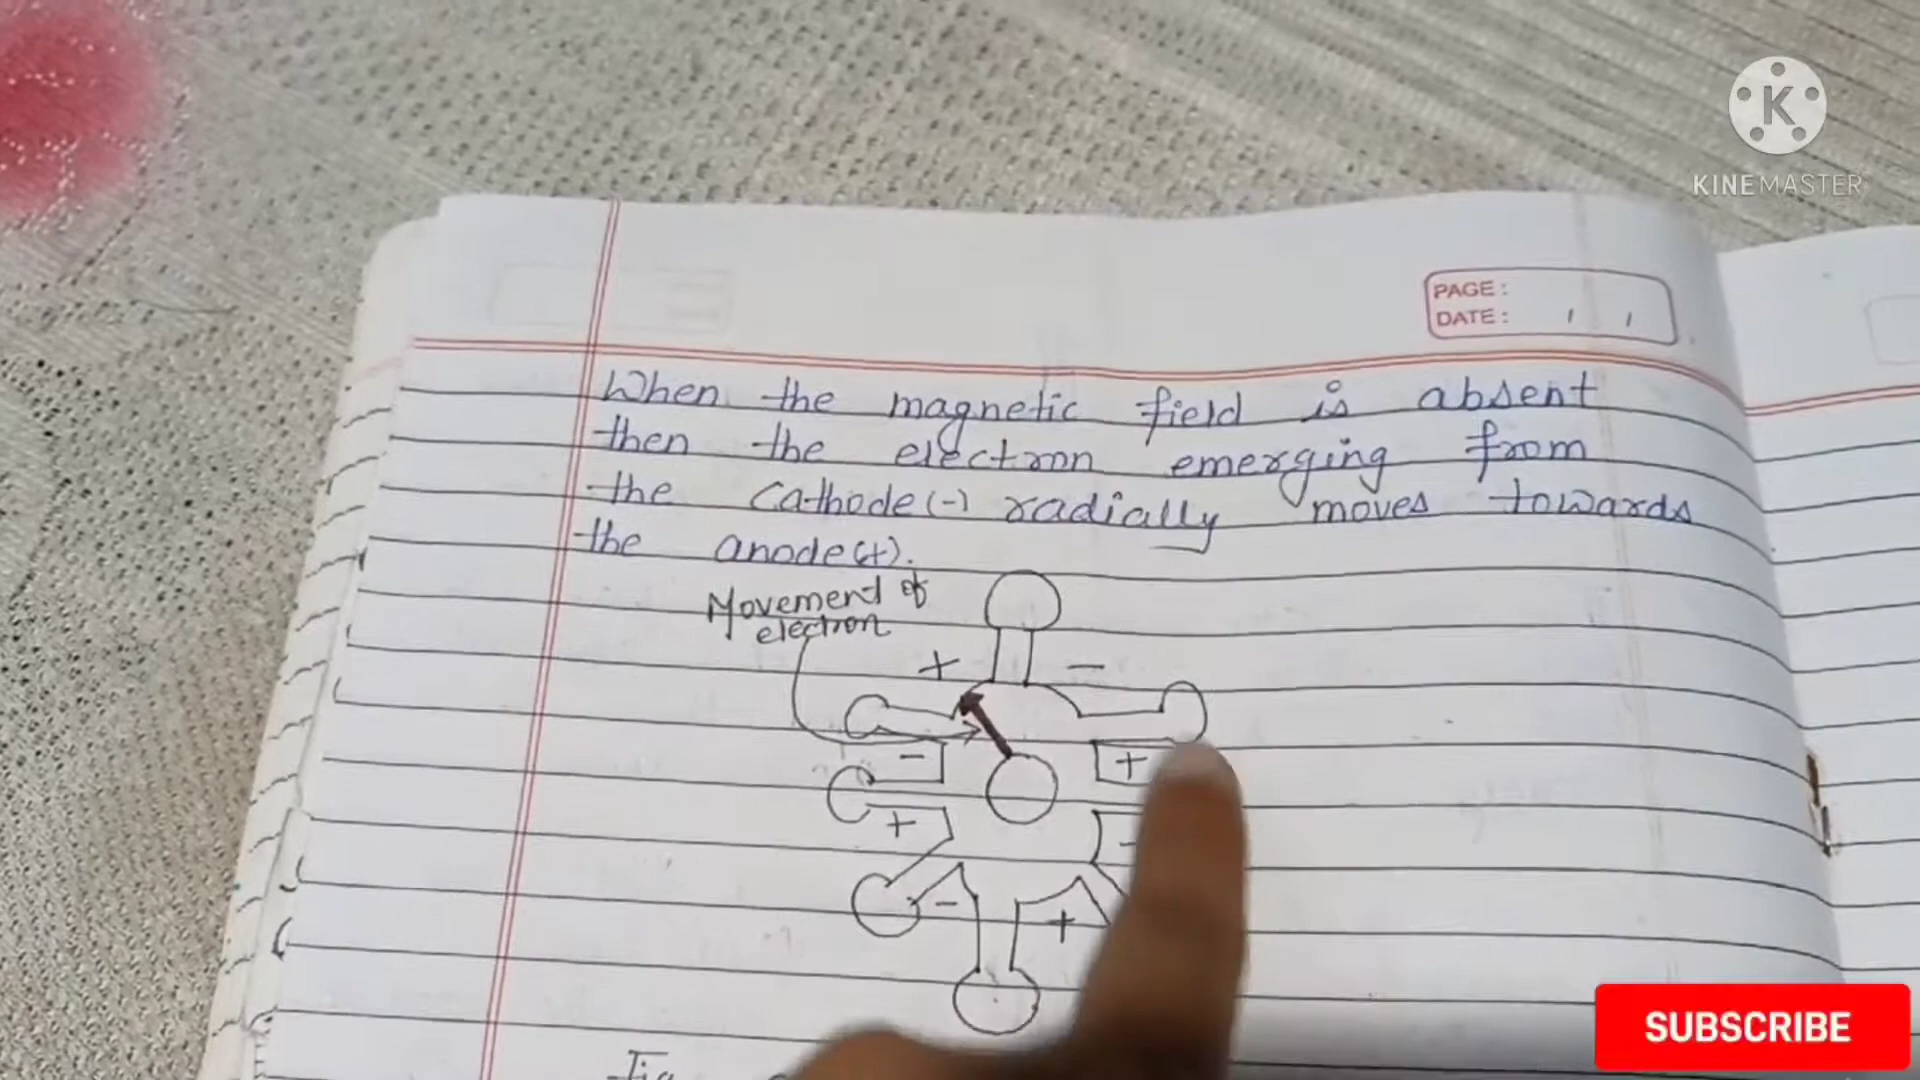 KINEMASTER
PAGE :
DATE :
When the magnetic field is absent
then the electron emerging from
the Cathode(-) radially moves towards
the anode(+).
Movement of
electron
+ -
- +
+ -
- +
Fig
SUBSCRIBE